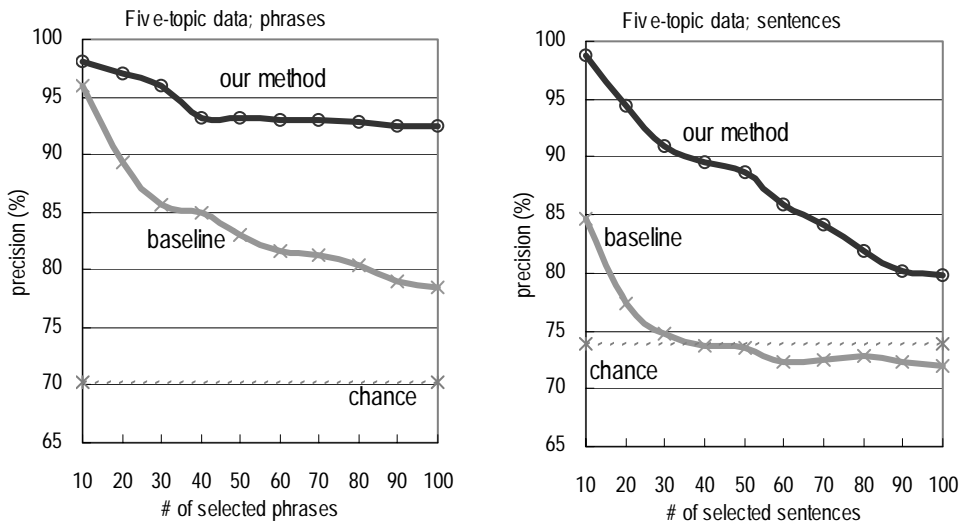 Five-topic data; phrases
100
95
90
85
80
75
70
65
precision (%)
our method
baseline
chance
10 20 30 40 50 60 70 80 90 100
# of selected phrases
Five-topic data; sentences
100
95
90
85
80
75
70
65
precision (%)
our method
baseline
chance
10 20 30 40 50 60 70 80 90 100
# of selected sentences